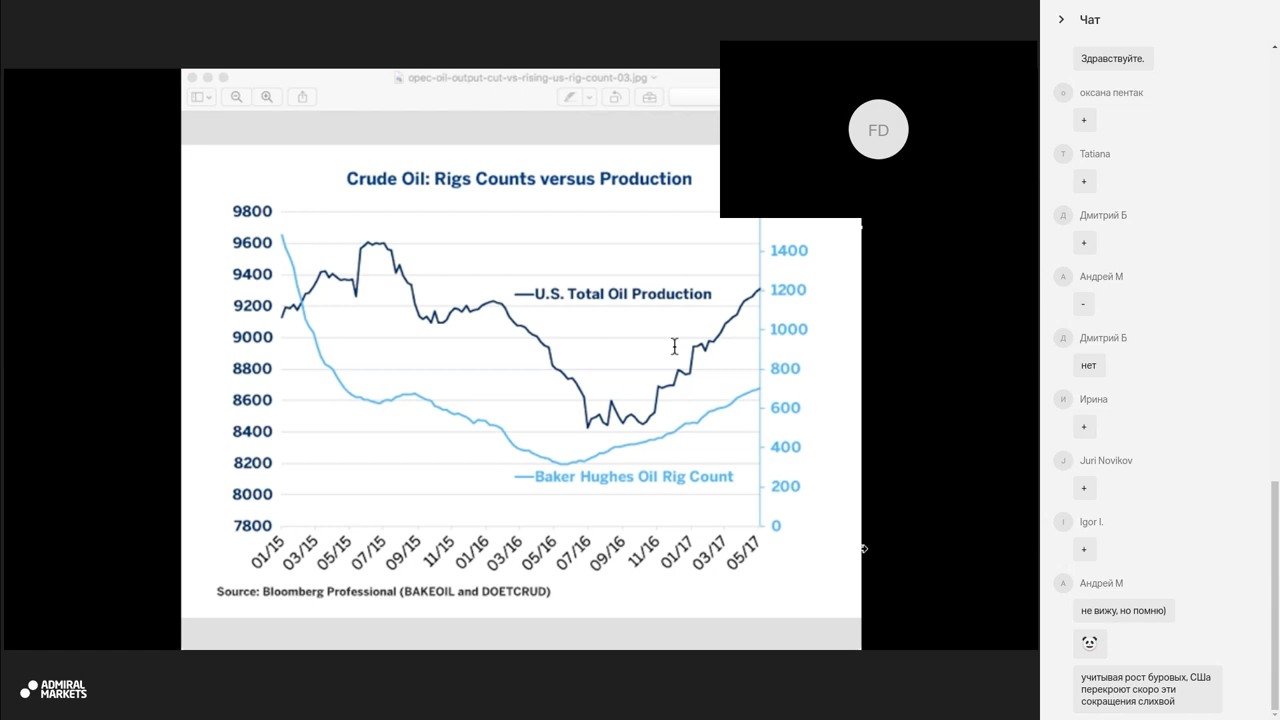 opec-oil-output-cut-vs-rising-us-rig-count-03.jpg
Crude Oil: Rigs Counts versus Production
9800
9600
9400
9200
9000
8800
8600
8400
8200
8000
7800
U.S. Total Oil Production
Baker Hughes Oil Rig Count
1400
1200
1000
800
600
400
200
0
01/15
03/15
05/15
07/15
09/15
11/15
01/16
03/16
05/16
07/16
09/16
11/16
01/17
03/17
05/17
Source: Bloomberg Professional (BAKEOIL and DOETCRUD)
FD
ADMIRAL
MARKETS
Чат
Здравствуйте.
о оксана пентак
+
T Tatiana
+
Д Дмитрий Б
+
А Андрей М
-
Д Дмитрий Б
нет
И Ирина
+
J Juri Novikov
+
I Igor I.
+
А Андрей М
не вижу, но помню)
учитывая рост буровых, СШа
перекроют скоро эти
сокращения слихвой